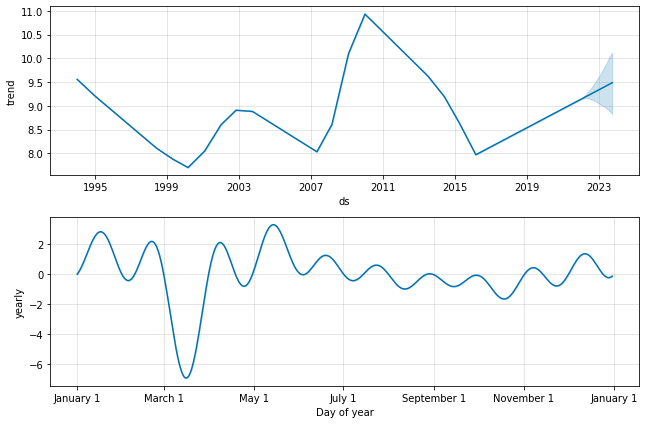 11.0
10.5
10.0
9.5
9.0
8.5
8.0
trend
1995 1999 2003 2007 2011 2015 2019 2023
ds
2
0
−2
−4
−6
yearly
January 1 March 1 May 1 July 1 September 1 November 1 January 1
Day of year